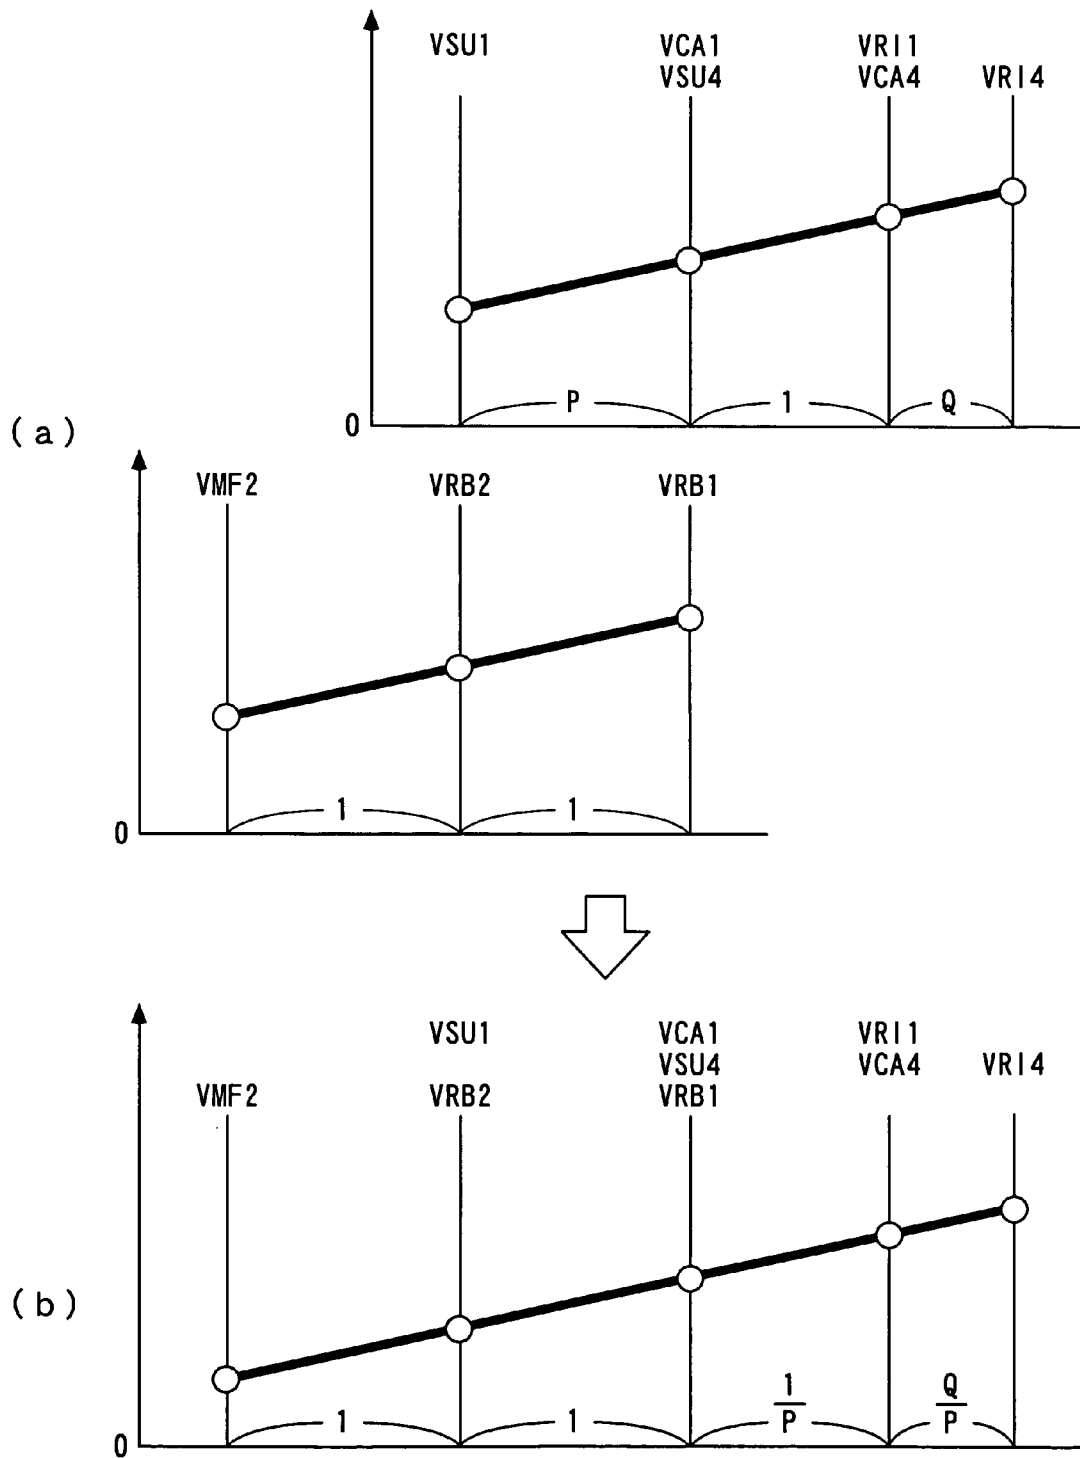 VSU1 VCA1 VRI1
VSU4 VCA4 VRI4
P 1 Q
0
(a)
VMF2 VRB2 VRB1
1 1
0
VSU1 VCA1 VRI1
VSU4 VCA4 VRI4
VMF2 VRB2 VRB1
(b)
1 Q
1 1 P P
0